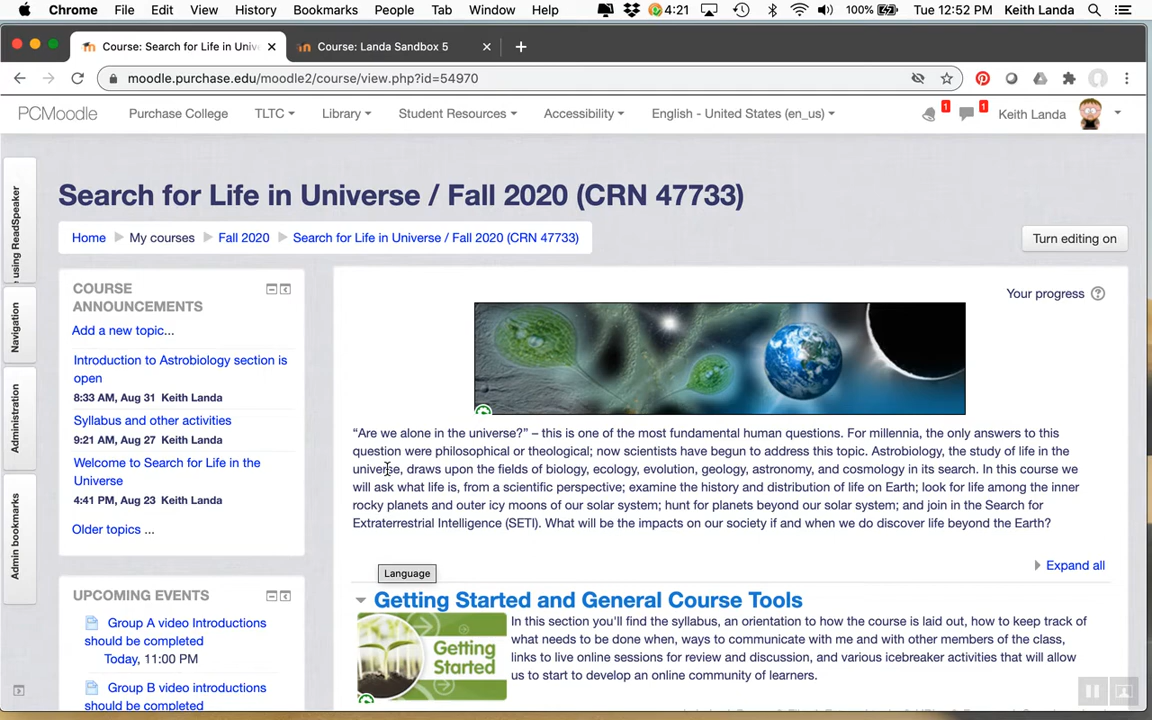 Chrome File Edit View History Bookmarks People Tab Window Help 4:21 100% Tue 12:52 PM Keith Landa
Course: Search for Life in Univ Course: Landa Sandbox 5
moodle.purchase.edu/moodle2/course/view.php?id=54970
PCMoodle Purchase College TLTC Library Student Resources Accessibility English - United States (en_us) 1 1 Keith Landa
Search for Life in Universe / Fall 2020 (CRN 47733)
Home My courses Fall 2020 Search for Life in Universe / Fall 2020 (CRN 47733)
Turn editing on
using ReadSpeaker
Navigation
Administration
Admin bookmarks
COURSE
ANNOUNCEMENTS
Add a new topic...
Introduction to Astrobiology section is
open
8:33 AM, Aug 31 Keith Landa
Syllabus and other activities
9:21 AM, Aug 27 Keith Landa
Welcome to Search for Life in the
Universe
4:41 PM, Aug 23 Keith Landa
Older topics ...
UPCOMING EVENTS
Group A video Introductions
should be completed
Today, 11:00 PM
Group B video introductions
should be completed
Your progress
“Are we alone in the universe?” – this is one of the most fundamental human questions. For millennia, the only answers to this
question were philosophical or theological; now scientists have begun to address this topic. Astrobiology, the study of life in the
universe, draws upon the fields of biology, ecology, evolution, geology, astronomy, and cosmology in its search. In this course we
will ask what life is, from a scientific perspective; examine the history and distribution of life on Earth; look for life among the inner
rocky planets and outer icy moons of our solar system; hunt for planets beyond our solar system; and join in the Search for
Extraterrestrial Intelligence (SETI). What will be the impacts on our society if and when we do discover life beyond the Earth?
Expand all
Language
Getting Started and General Course Tools
Getting
Started
In this section you'll find the syllabus, an orientation to how the course is laid out, how to keep track of
what needs to be done when, ways to communicate with me and with other members of the class,
links to live online sessions for review and discussion, and various icebreaker activities that will allow
us to start to develop an online community of learners.